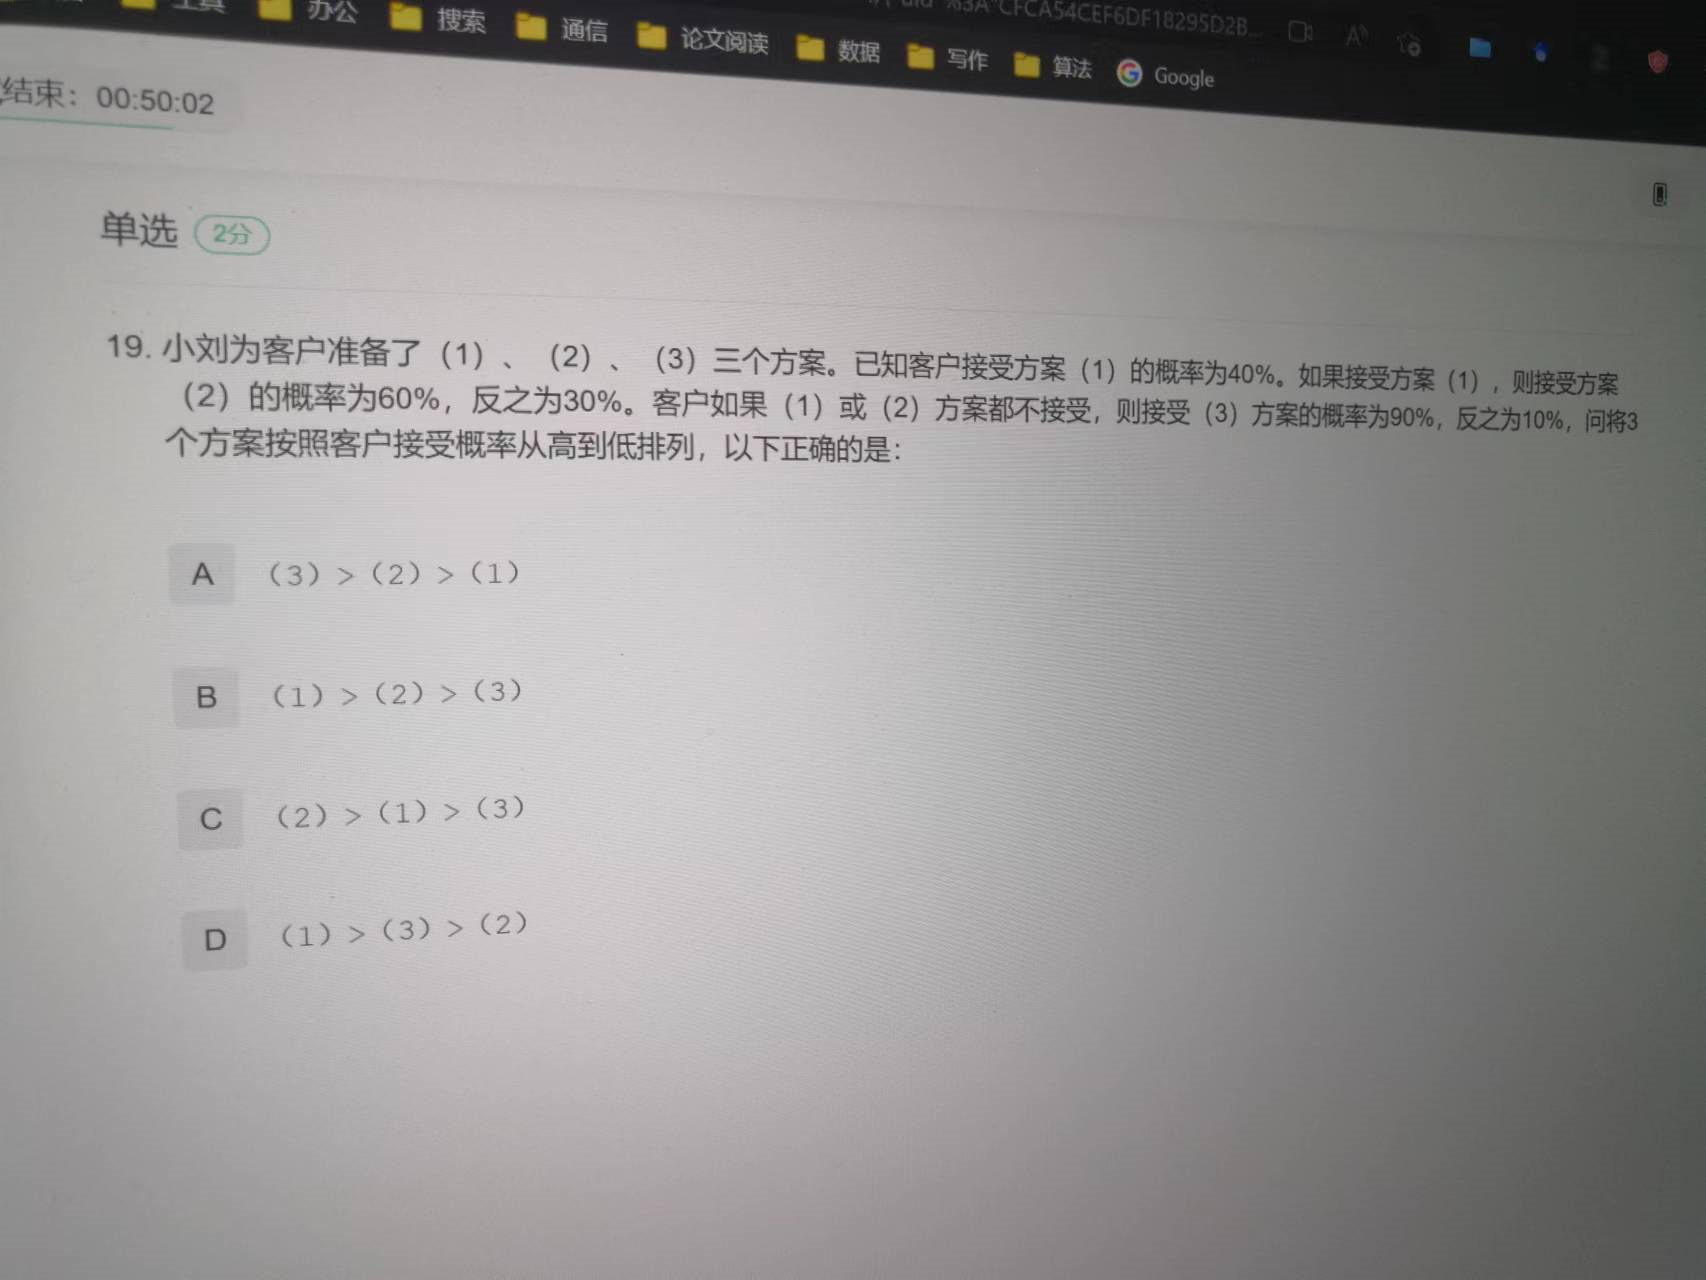 工具 办公 搜索 通信 论文阅读 数据 写作 算法 Google
%3A"CFCA54CEF6DF18295D2B...
结束：00:50:02
单选 2分
19. 小刘为客户准备了（1）、（2）、（3）三个方案。已知客户接受方案（1）的概率为40%。如果接受方案（1），则接受方案
（2）的概率为60%，反之为30%。客户如果（1）或（2）方案都不接受，则接受（3）方案的概率为90%，反之为10%，问将3
个方案按照客户接受概率从高到低排列，以下正确的是：
A （3）>（2）>（1）
B （1）>（2）>（3）
C （2）>（1）>（3）
D （1）>（3）>（2）